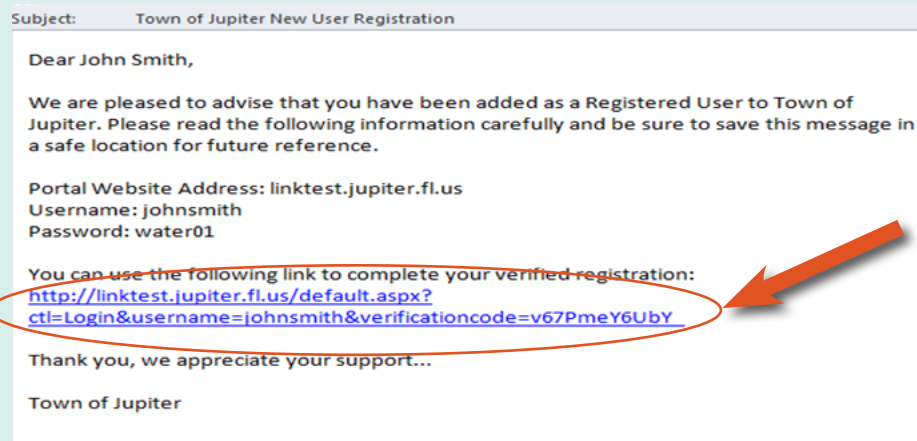 Subject: Town of Jupiter New User Registration
Dear John Smith,
We are pleased to advise that you have been added as a Registered User to Town of
Jupiter. Please read the following information carefully and be sure to save this message in
a safe location for future reference.
Portal Website Address: linktest.jupiter.fl.us
Username: johnsmith
Password: water01
You can use the following link to complete your verified registration:
http://linktest.jupiter.fl.us/default.aspx?
ctl=Login&username=johnsmith&verificationcode=v67PmeY6UbY_
Thank you, we appreciate your support...
Town of Jupiter